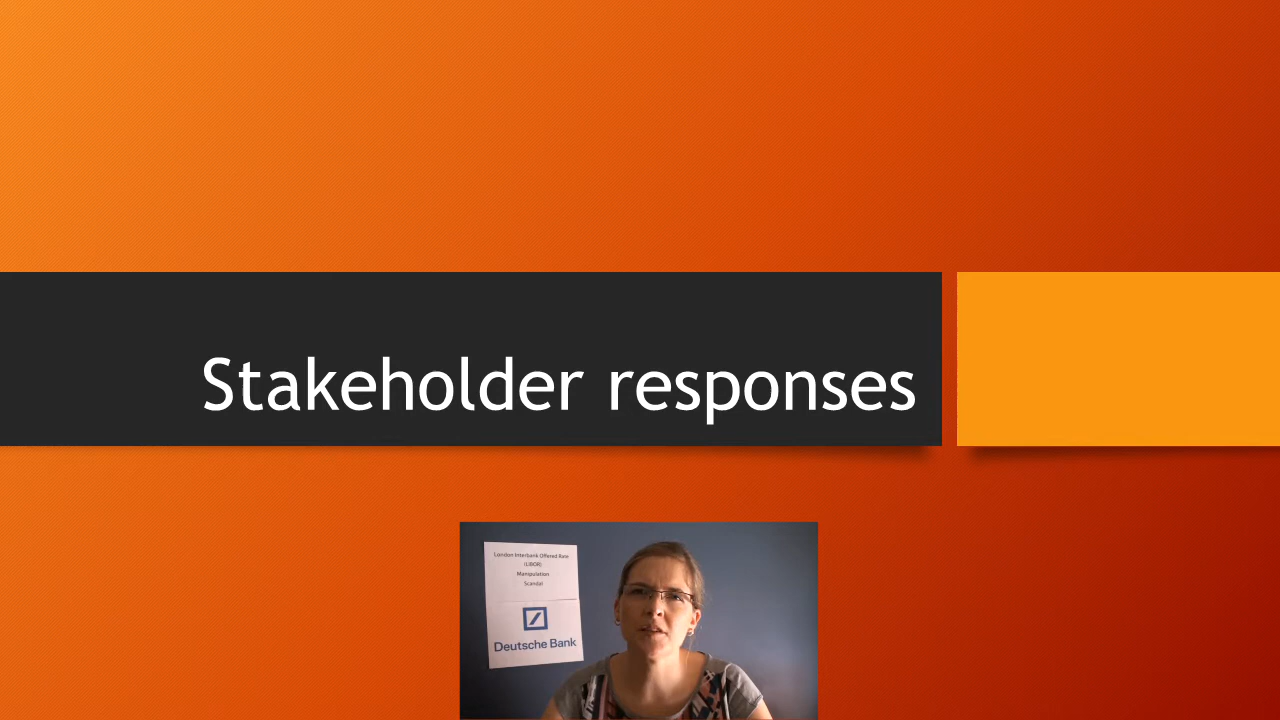 Stakeholder responses
London Interbank Offered Rate
(LIBOR)
Manipulation
Scandal
Deutsche Bank